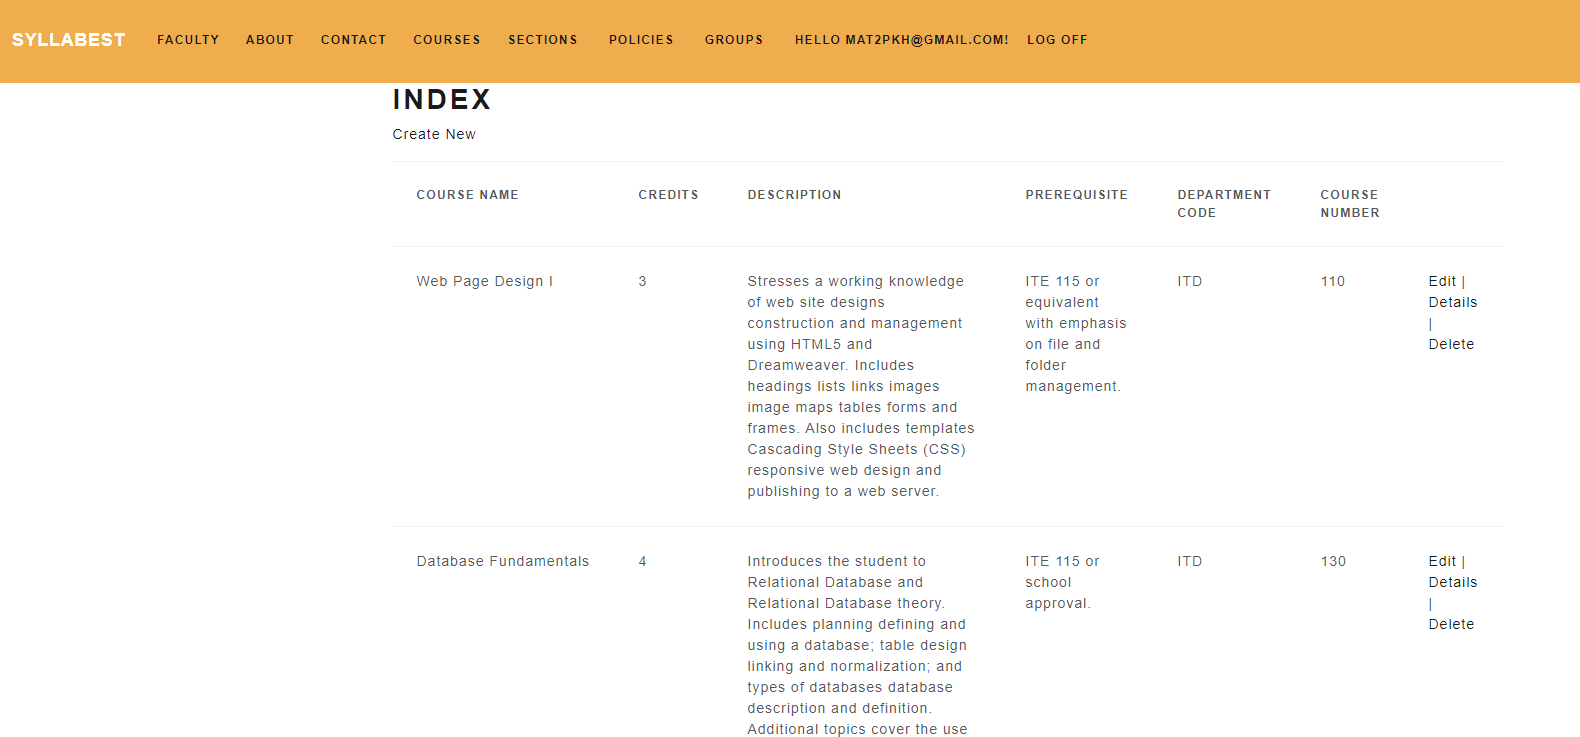 SYLLABEST FACULTY ABOUT CONTACT COURSES SECTIONS POLICIES GROUPS HELLO MAT2PKH@GMAIL.COM! LOG OFF
INDEX
Create New
COURSE NAME CREDITS DESCRIPTION PREREQUISITE DEPARTMENT CODE COURSE NUMBER
Web Page Design I 3 Stresses a working knowledge ITE 115 or ITD 110 Edit |
of web site designs equivalent Details
construction and management with emphasis |
using HTML5 and on file and Delete
Dreamweaver. Includes folder
headings lists links images management.
image maps tables forms and
frames. Also includes templates
Cascading Style Sheets (CSS)
responsive web design and
publishing to a web server.
Database Fundamentals 4 Introduces the student to ITE 115 or ITD 130 Edit |
Relational Database and school Details
Relational Database theory. approval. |
Includes planning defining and Delete
using a database; table design
linking and normalization; and
types of databases database
description and definition.
Additional topics cover the use